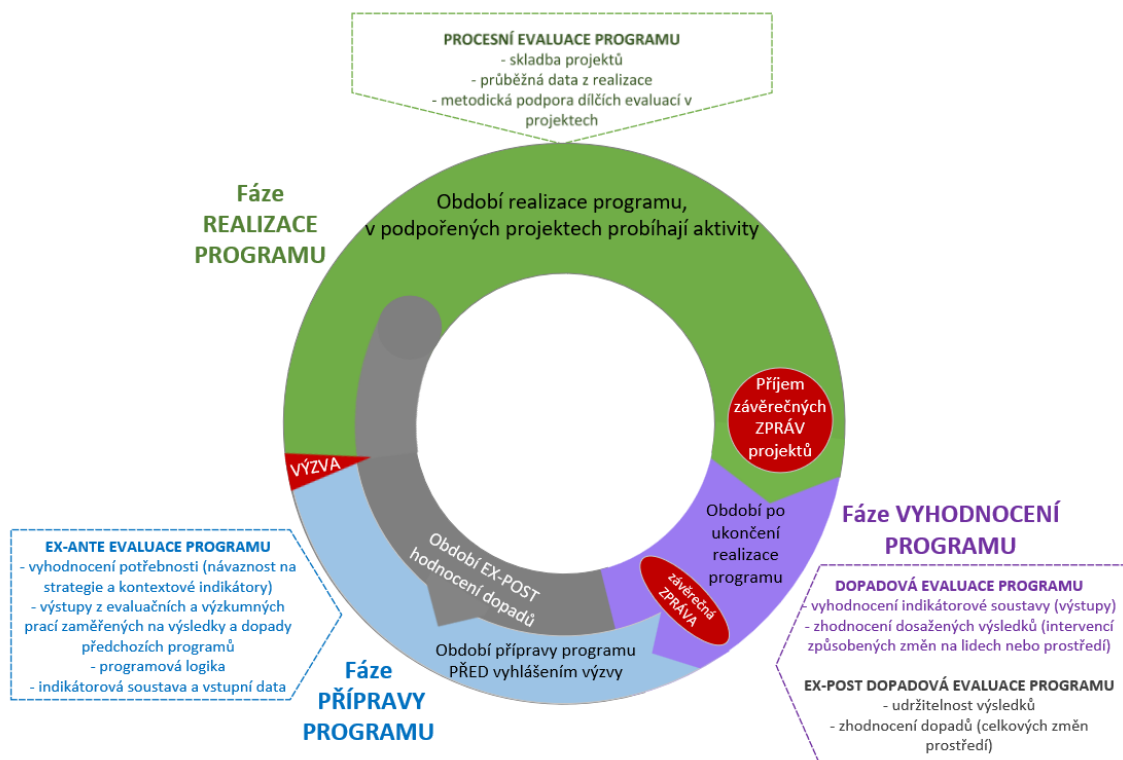 PROCESNÍ EVALUACE PROGRAMU
- skladba projektů
- průběžná data z realizace
- metodická podpora dílčích evaluací v
projektech
Fáze
REALIZACE
PROGRAMU
Období realizace programu,
v podpořených projektech probíhají aktivity
Příjem
závěrečných
ZPRÁV
projektů
VÝZVA
Období po
ukončení
realizace
programu
Fáze VYHODNOCENÍ
PROGRAMU
závěrečná
ZPRÁVA
Období EX-POST
hodnocení dopadů
Období přípravy programu
PŘED vyhlášením výzvy
EX-ANTE EVALUACE PROGRAMU
- vyhodnocení potřebnosti (návaznost na
strategie a kontextové indikátory)
- výstupy z evaluačních a výzkumných
prací zaměřených na výsledky a dopady
předchozích programů
- programová logika
- indikátorová soustava a vstupní data
Fáze
PŘÍPRAVY
PROGRAMU
DOPADOVÁ EVALUACE PROGRAMU
- vyhodnocení indikátorové soustavy (výstupy)
- zhodnocení dosažených výsledků (intervencí
způsobených změn na lidech nebo prostředí)
EX-POST DOPADOVÁ EVALUACE PROGRAMU
- udržitelnost výsledků
- zhodnocení dopadů (celkových změn
prostředí)